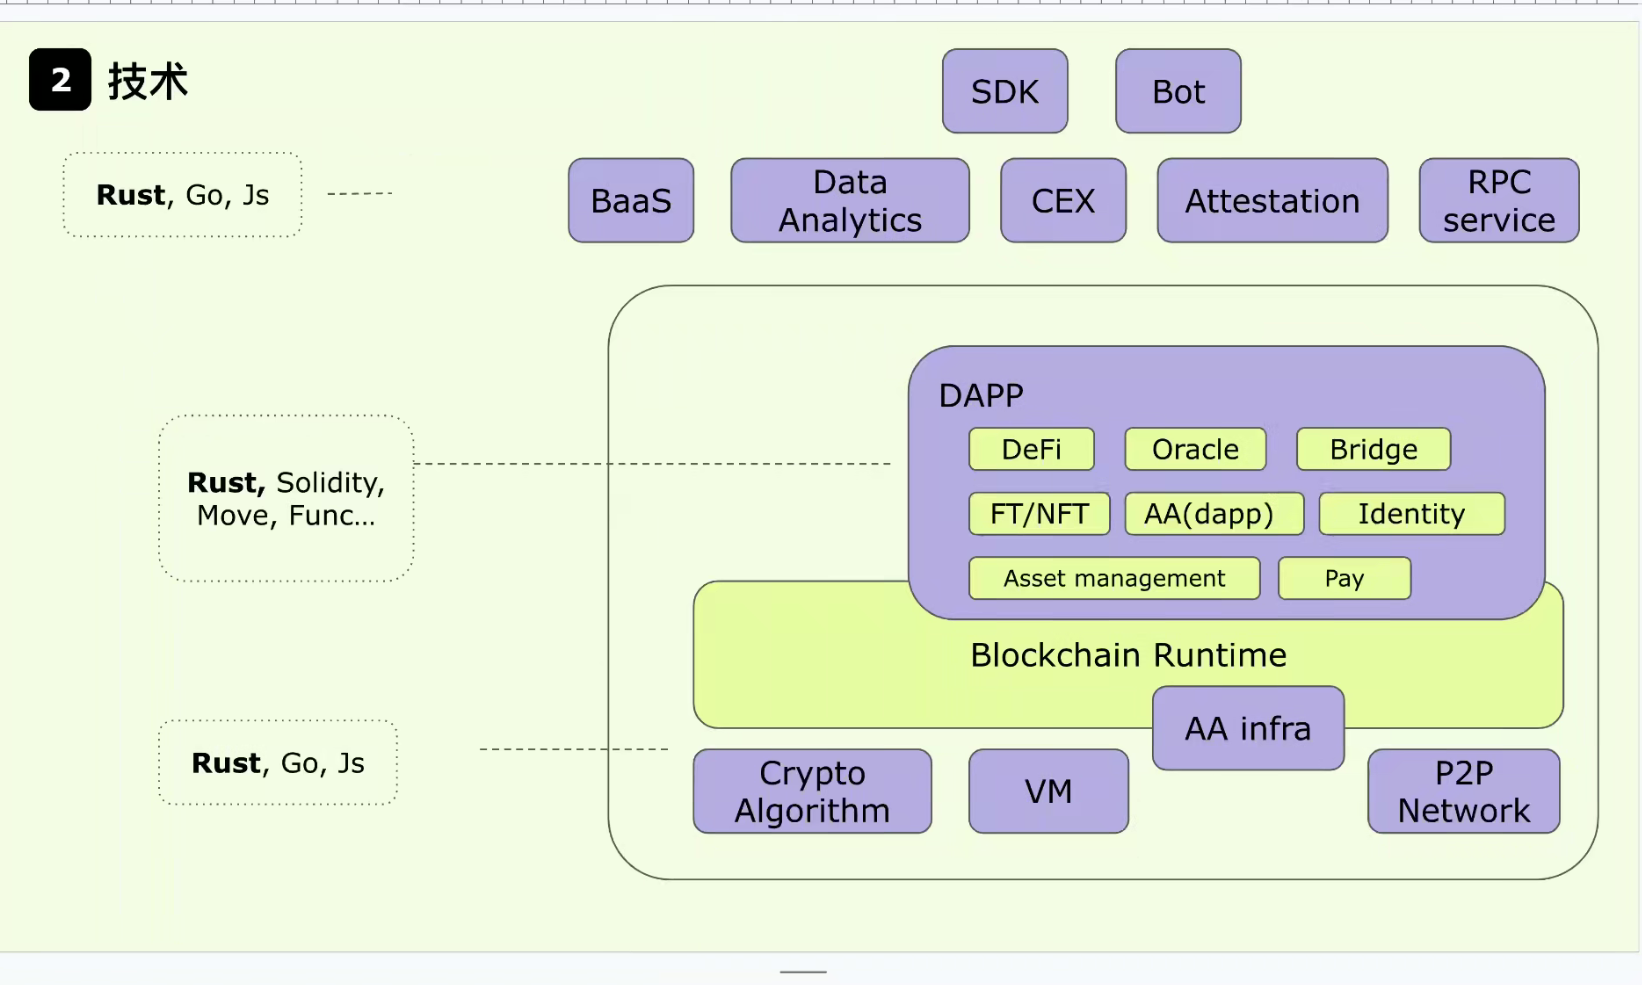 2 技术
SDK
Bot
Rust, Go, Js
BaaS
Data
Analytics
CEX
Attestation
RPC
service
DAPP
DeFi
Oracle
Bridge
Rust, Solidity,
Move, Func...
FT/NFT
AA(dapp)
Identity
Asset management
Pay
Blockchain Runtime
AA infra
Rust, Go, Js
Crypto
Algorithm
VM
P2P
Network